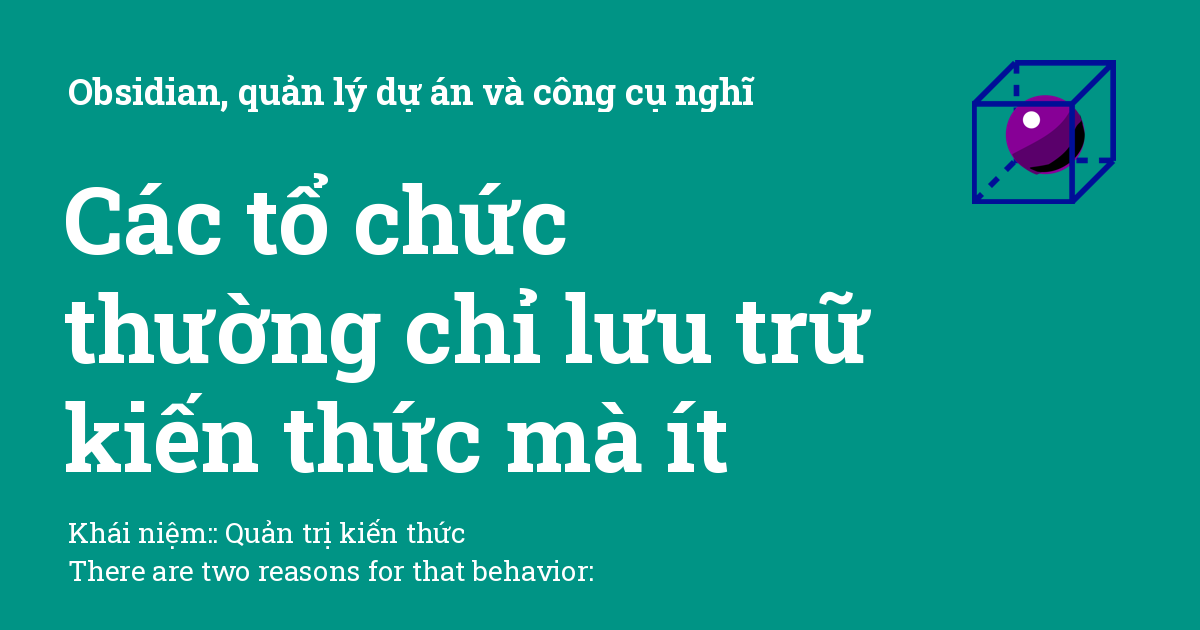 Obsidian, quản lý dự án và công cụ nghĩ
Các tổ chức
thường chỉ lưu trữ
kiến thức mà ít
Khái niệm:: Quản trị kiến thức
There are two reasons for that behavior: